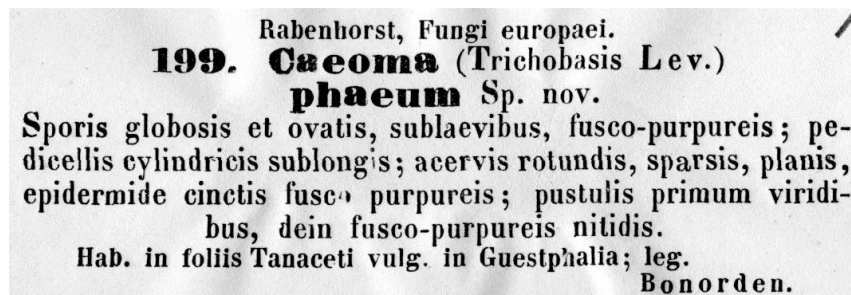 Rabenhorst, Fungi europaei.
199. Caeoma (Trichobasis Lev.)
phaeum Sp. nov.
Sporis globosis et ovatis, sublaevibus, fusco-purpureis; pe-
dicellis cylindricis sublongis; acervis rotundis, sparsis, planis,
epidermide cinctis fusco purpureis; pustulis primum viridi-
bus, dein fusco-purpureis nitidis.
Hab. in foliis Tanaceti vulg. in Guestphalia; leg.
Bonorden.